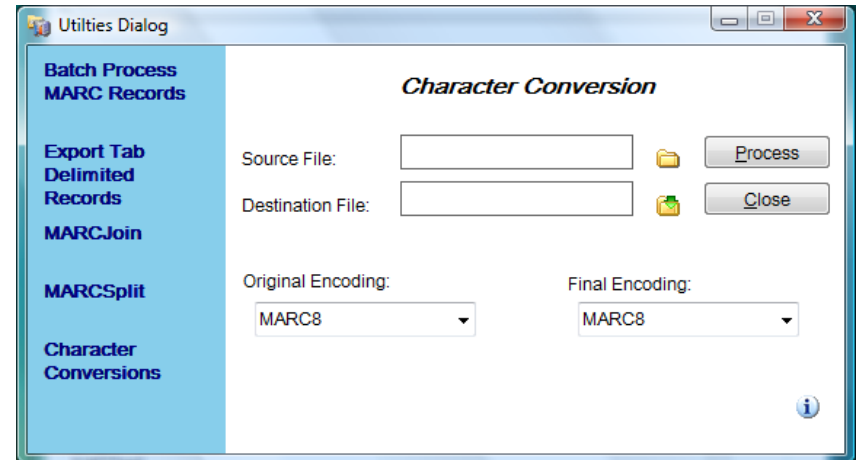 Utilties Dialog
Batch Process
MARC Records
Export Tab
Delimited
Records
MARCJoin
MARCSplit
Character
Conversions
Character Conversion
Source File:
Process
Destination File:
Close
Original Encoding:
Final Encoding:
MARC8
MARC8